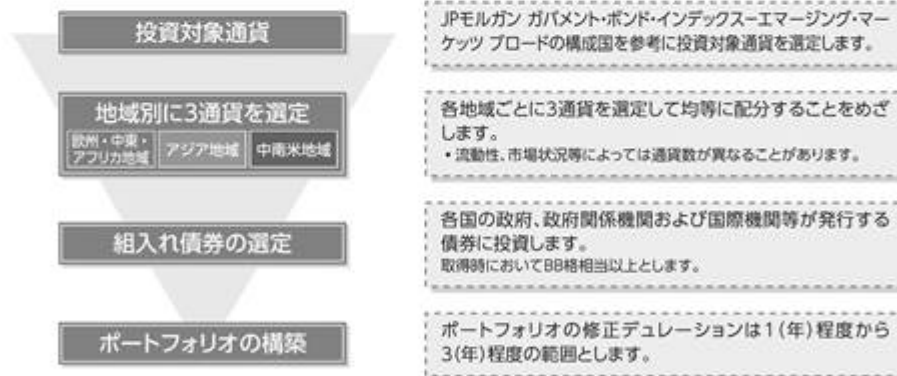 投資対象通貨
JPモルガン ガバメント・ボンド・インデックス－エマージング・マー
ケッツ ブロードの構成国を参考に投資対象通貨を選定します。
地域別に3通貨を選定
欧州・中東・
アフリカ地域
アジア地域
中南米地域
各地域ごとに3通貨を選定して均等に配分することをめざ
します。
・流動性、市場状況等によっては通貨数が異なることがあります。
組入れ債券の選定
各国の政府、政府関係機関および国際機関等が発行する
債券に投資します。
取得時においてBB格相当以上とします。
ポートフォリオの構築
ポートフォリオの修正デュレーションは1(年)程度から
3(年)程度の範囲とします。